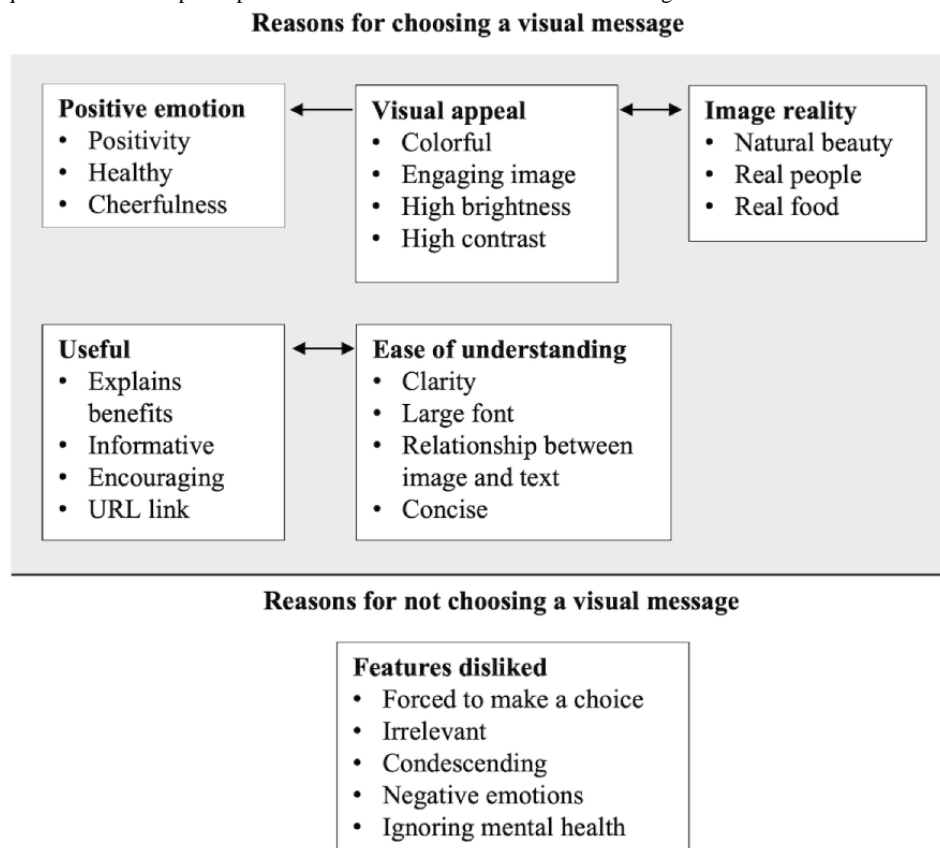 Reasons for choosing a visual message
Positive emotion
• Positivity
• Healthy
• Cheerfulness
Visual appeal
• Colorful
• Engaging image
• High brightness
• High contrast
Image reality
• Natural beauty
• Real people
• Real food
Useful
• Explains
benefits
• Informative
• Encouraging
• URL link
Ease of understanding
• Clarity
• Large font
• Relationship between
image and text
• Concise
Reasons for not choosing a visual message
Features disliked
• Forced to make a choice
• Irrelevant
• Condescending
• Negative emotions
• Ignoring mental health